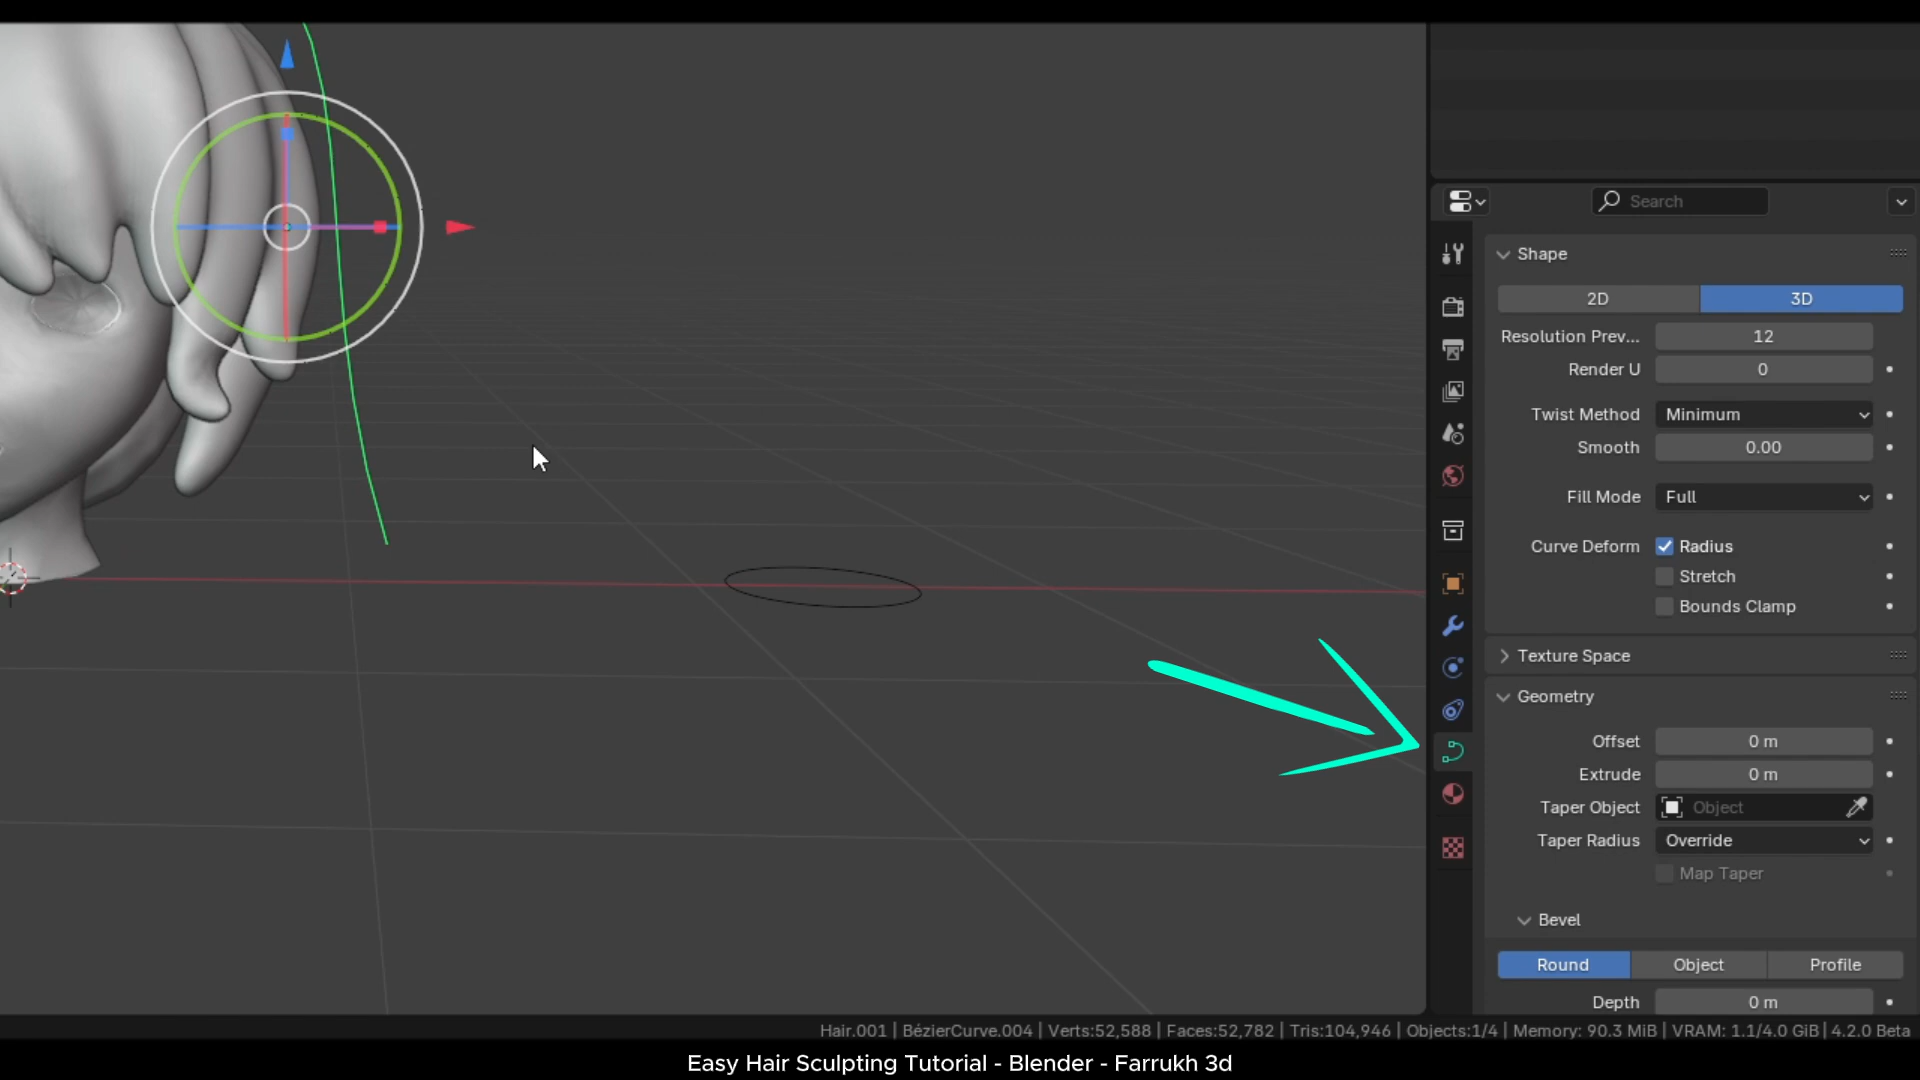 Search
Shape
2D 3D
Resolution Prev... 12
Render U 0
Twist Method Minimum
Smooth 0.00
Fill Mode Full
Curve Deform Radius
Stretch
Bounds Clamp
Texture Space
Geometry
Offset 0 m
Extrude 0 m
Taper Object Object
Taper Radius Override
Map Taper
Bevel
Round Object Profile
Depth 0 m
Hair.001 | BézierCurve.004 | Verts:52,588 | Faces:52,782 | Tris:104,946 | Objects:1/4 | Memory: 90.3 MiB | VRAM: 1.1/4.0 GiB | 4.2.0 Beta
Easy Hair Sculpting Tutorial - Blender - Farrukh 3d